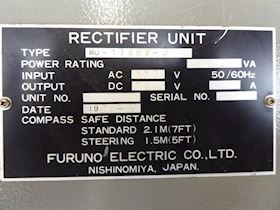 RECTIFIER UNIT
TYPE
POWER RATING VA
INPUT AC V 50/60Hz
OUTPUT DC V A
UNIT NO. SERIAL NO.
DATE 19
COMPASS SAFE DISTANCE
STANDARD 2.1M(7FT)
STEERING 1.5M(5FT)
FURUNO ELECTRIC CO.,LTD.
NISHINOMIYA, JAPAN.